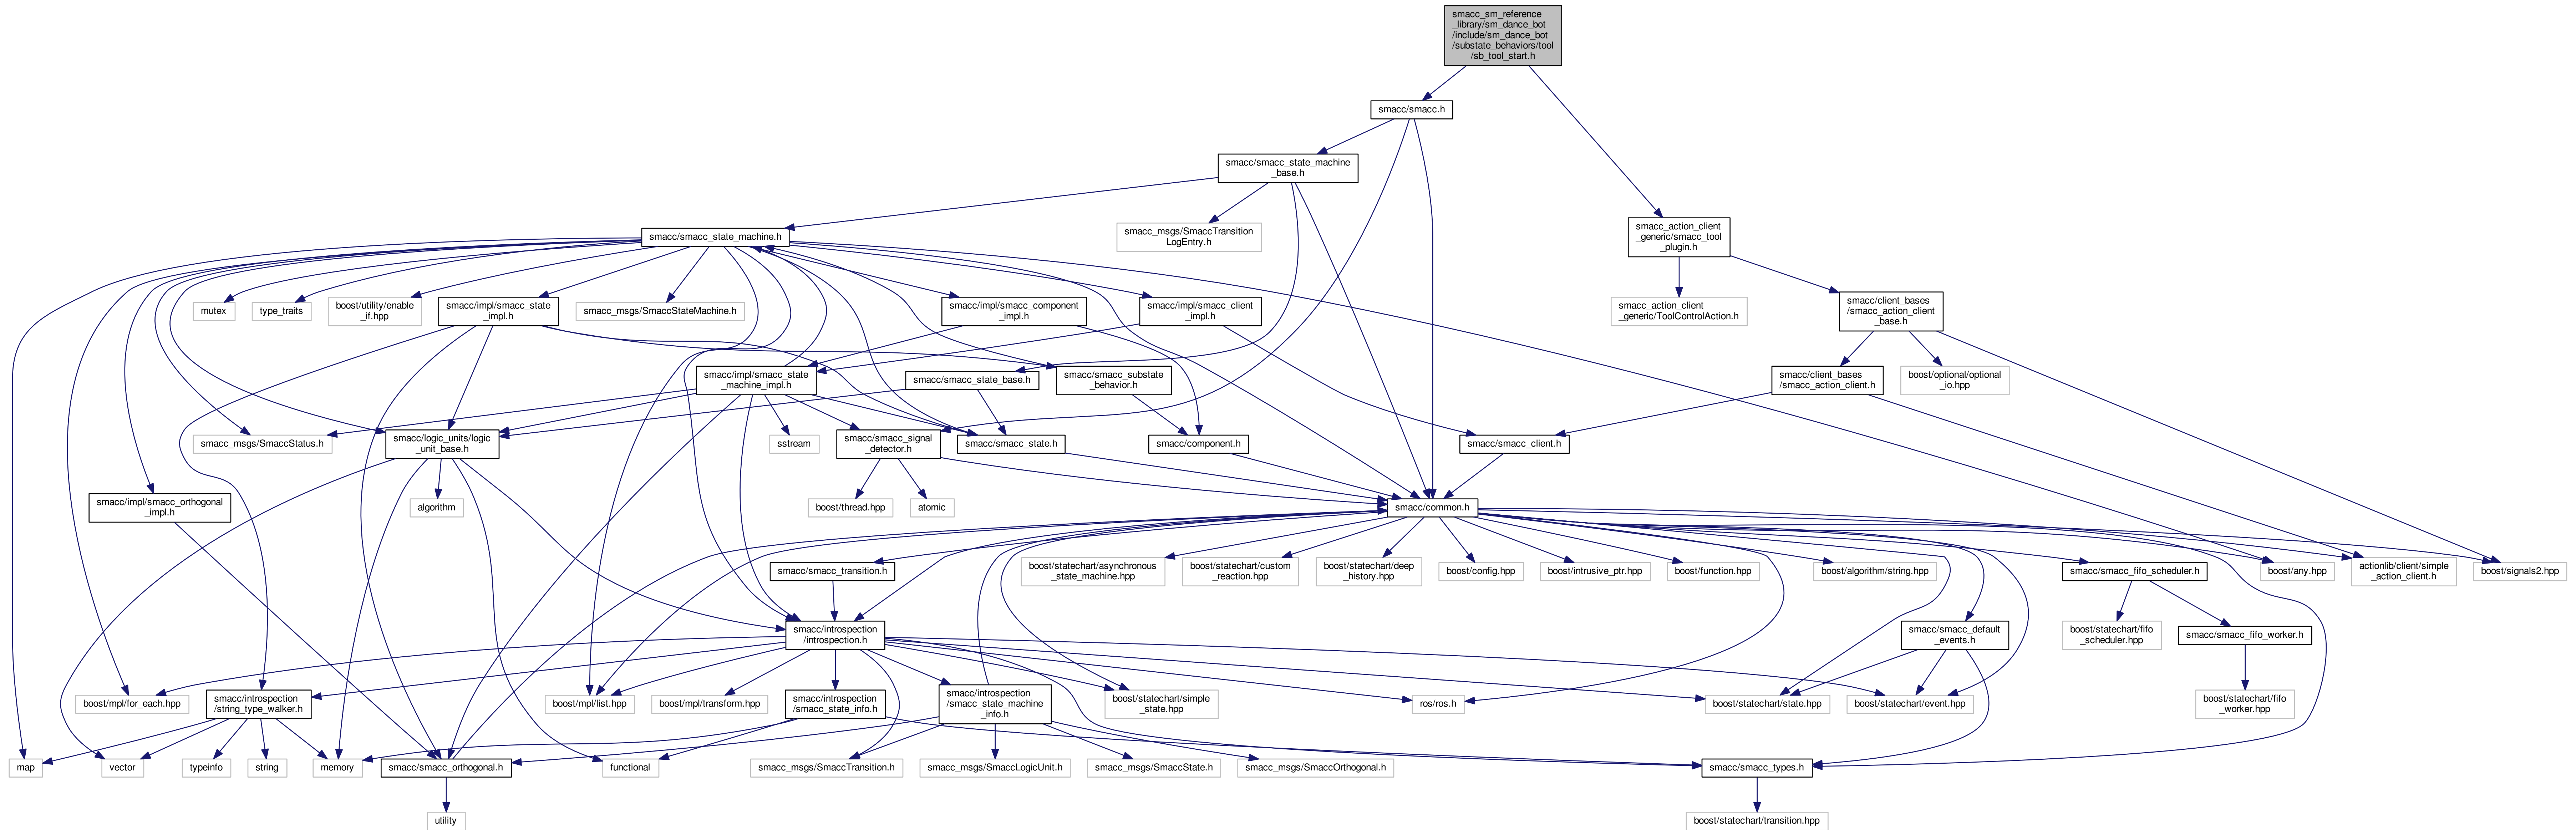 smacc_sm_reference
_library/sm_dance_bot
/include/sm_dance_bot
/substate_behaviors/tool
/sb_tool_start.h
smacc/smacc.h
smacc/smacc_state_machine
_base.h
smacc_msgs/SmaccTransition
LogEntry.h
smacc_action_client
_generic/smacc_tool
_plugin.h
smacc/smacc_state_machine.h
mutex
type_traits
boost/utility/enable
_if.hpp
smacc/impl/smacc_state
_impl.h
smacc_msgs/SmaccStateMachine.h
smacc/impl/smacc_component
_impl.h
smacc/impl/smacc_client
_impl.h
smacc_action_client
_generic/ToolControlAction.h
smacc/client_bases
/smacc_action_client
_base.h
smacc/impl/smacc_state
_machine_impl.h
smacc/smacc_state_base.h
smacc/smacc_substate
_behavior.h
smacc/client_bases
/smacc_action_client.h
boost/optional/optional
_io.hpp
smacc_msgs/SmaccStatus.h
smacc/logic_units/logic
_unit_base.h
sstream
smacc/smacc_signal
_detector.h
smacc/smacc_state.h
smacc/component.h
smacc/smacc_client.h
smacc/impl/smacc_orthogonal
_impl.h
algorithm
boost/thread.hpp
atomic
smacc/common.h
smacc/smacc_transition.h
boost/statechart/asynchronous
_state_machine.hpp
boost/statechart/custom
_reaction.hpp
boost/statechart/deep
_history.hpp
boost/config.hpp
boost/intrusive_ptr.hpp
boost/function.hpp
boost/algorithm/string.hpp
smacc/smacc_fifo_scheduler.h
boost/any.hpp
actionlib/client/simple
_action_client.h
boost/signals2.hpp
smacc/introspection
/introspection.h
smacc/smacc_default
_events.h
boost/statechart/fifo
_scheduler.hpp
smacc/smacc_fifo_worker.h
boost/mpl/for_each.hpp
smacc/introspection
/string_type_walker.h
boost/mpl/list.hpp
boost/mpl/transform.hpp
smacc/introspection
/smacc_state_info.h
smacc/introspection
/smacc_state_machine
_info.h
boost/statechart/simple
_state.hpp
ros/ros.h
boost/statechart/state.hpp
boost/statechart/event.hpp
boost/statechart/fifo
_worker.hpp
map
vector
typeinfo
string
memory
smacc/smacc_orthogonal.h
functional
smacc_msgs/SmaccTransition.h
smacc_msgs/SmaccLogicUnit.h
smacc_msgs/SmaccState.h
smacc_msgs/SmaccOrthogonal.h
smacc/smacc_types.h
utility
boost/statechart/transition.hpp